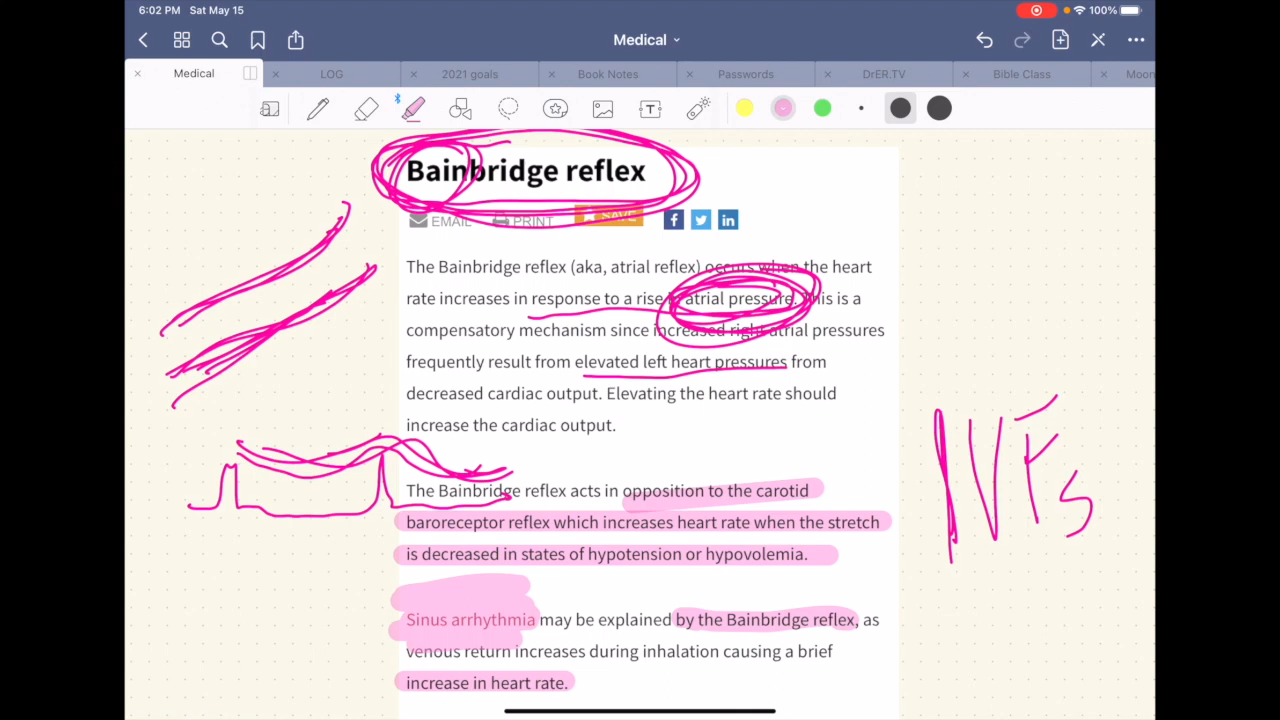 6:02 PM Sat May 15
100%
Medical
Medical LOG 2021 goals Book Notes Passwords DrER.TV Bible Class Moon
T
Bainbridge reflex
EMAIL PRINT SAVE f in
The Bainbridge reflex (aka, atrial reflex) occurs when the heart
rate increases in response to a rise in atrial pressure. This is a
compensatory mechanism since increased right atrial pressures
frequently result from elevated left heart pressures from
decreased cardiac output. Elevating the heart rate should
increase the cardiac output.
IVFs
The Bainbridge reflex acts in opposition to the carotid
baroreceptor reflex which increases heart rate when the stretch
is decreased in states of hypotension or hypovolemia.
Sinus arrhythmia may be explained by the Bainbridge reflex, as
venous return increases during inhalation causing a brief
increase in heart rate.